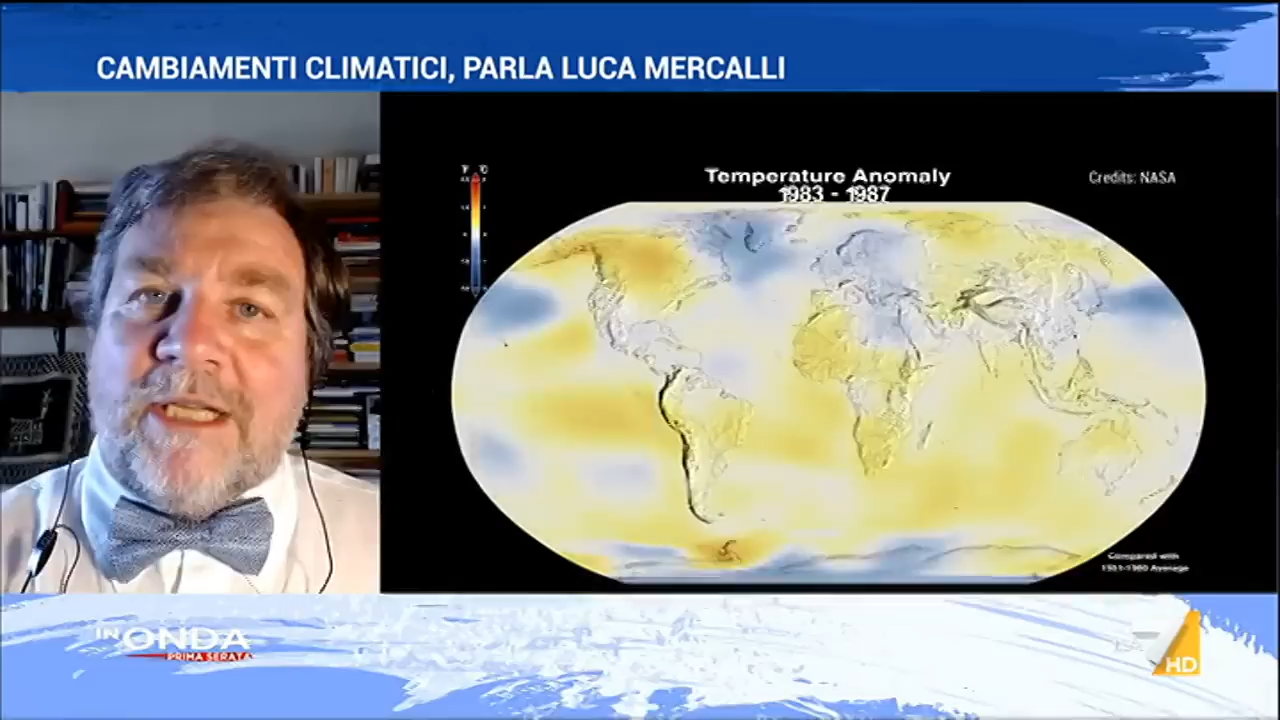 CAMBIAMENTI CLIMATICI, PARLA LUCA MERCALLI
°F °C
Temperature Anomaly
1983 - 1987
Credits: NASA
Compared with
1951-1980 Average
IN ONDA
PRIMA SERATA
HD